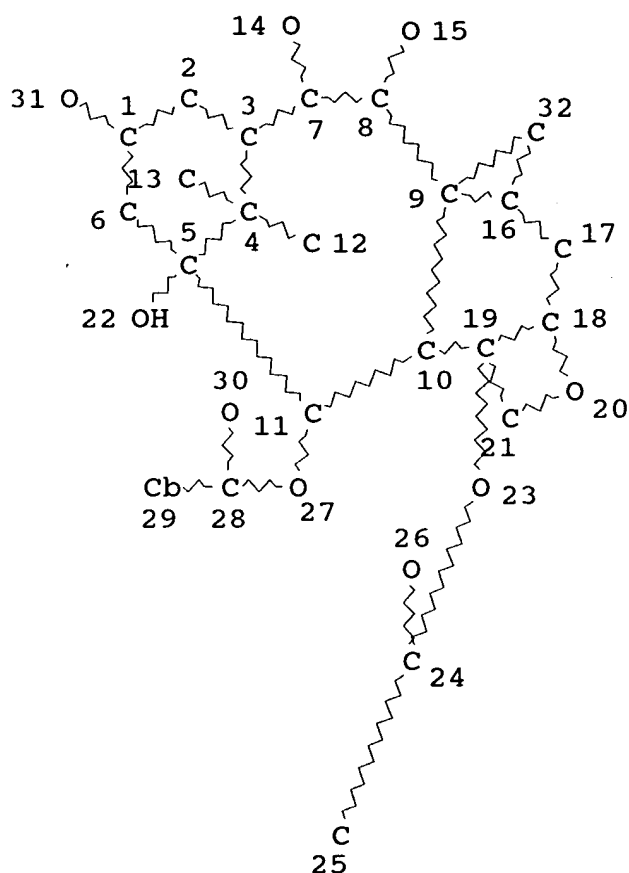 14 O O 15
2
31 O 1 C 3 C C 32
C C 7 8 C
13 C 9 C C
6 C 5 C 16 17
C 4 C 12 C
22 OH 19 C 18
30 C C O 20
O 11 C 10 C
21
Cb C O O 23
29 28 27
26
O
C 24
C
25